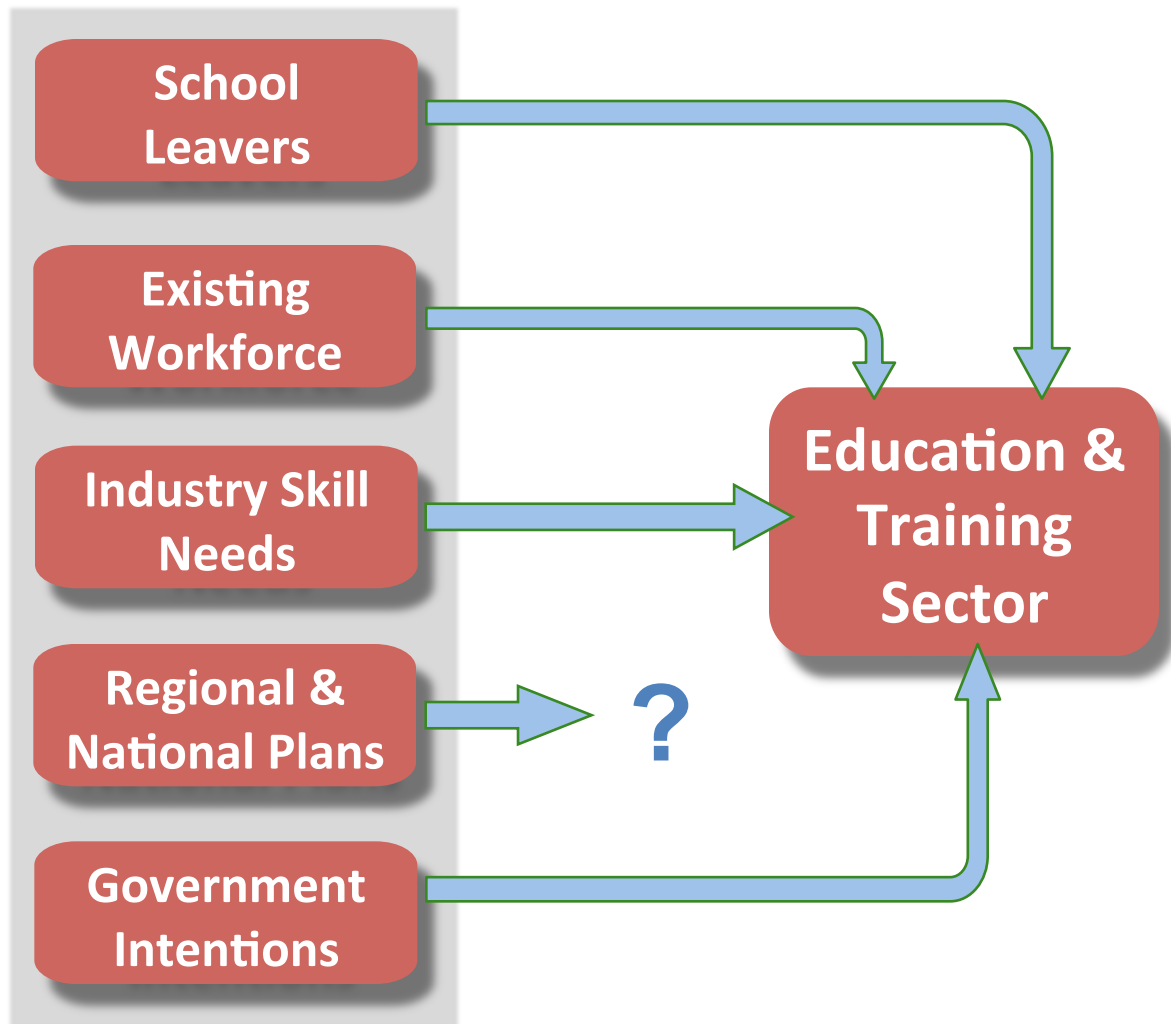 School
Leavers
Existing
Workforce
Industry Skill
Needs
Regional &
National Plans
Government
Intentions
Education &
Training
Sector
?